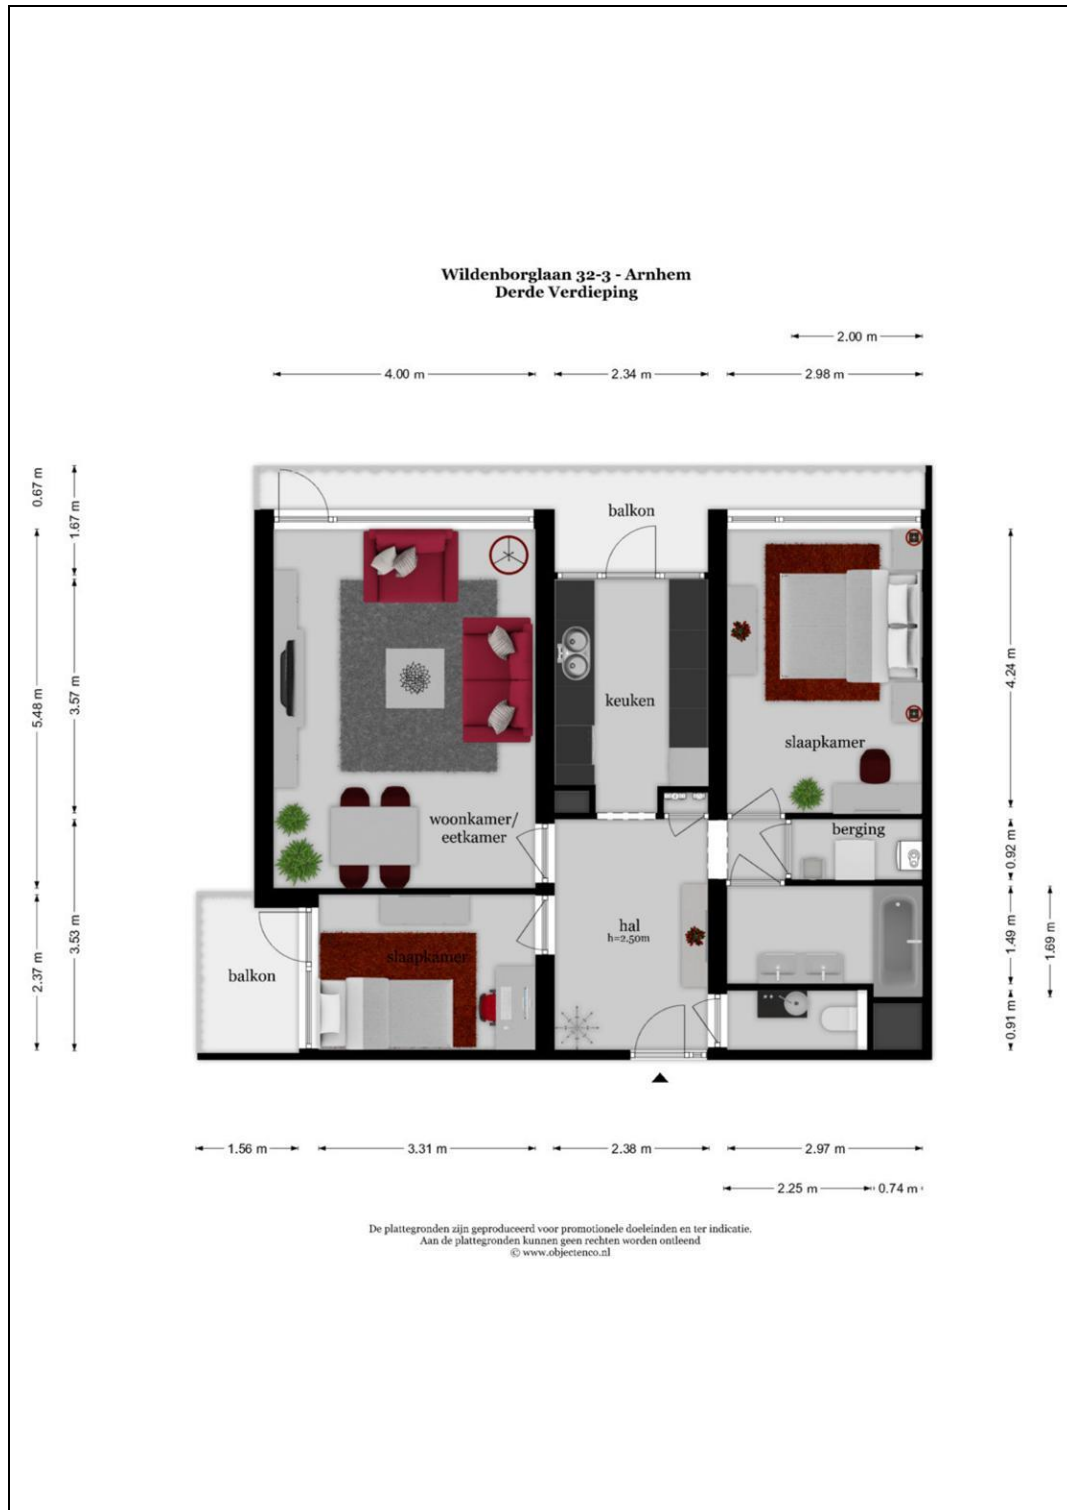 Wildenborglaan 32-3 - Arnhem
Derde Verdieping
2.00 m
4.00 m
2.34 m
2.98 m
0.67 m
1.67 m
balkon
5.48 m
3.57 m
4.24 m
keuken
slaapkamer
woonkamer/
eetkamer
berging
0.92 m
hal
h=2.50m
slaapkamer
balkon
2.37 m
3.53 m
1.49 m
1.69 m
0.91 m
1.56 m
3.31 m
2.38 m
2.97 m
2.25 m
0.74 m
De plattegronden zijn geproduceerd voor promotionele doeleinden en ter indicatie.
Aan de plattegronden kunnen geen rechten worden ontleend
© www.objectenco.nl